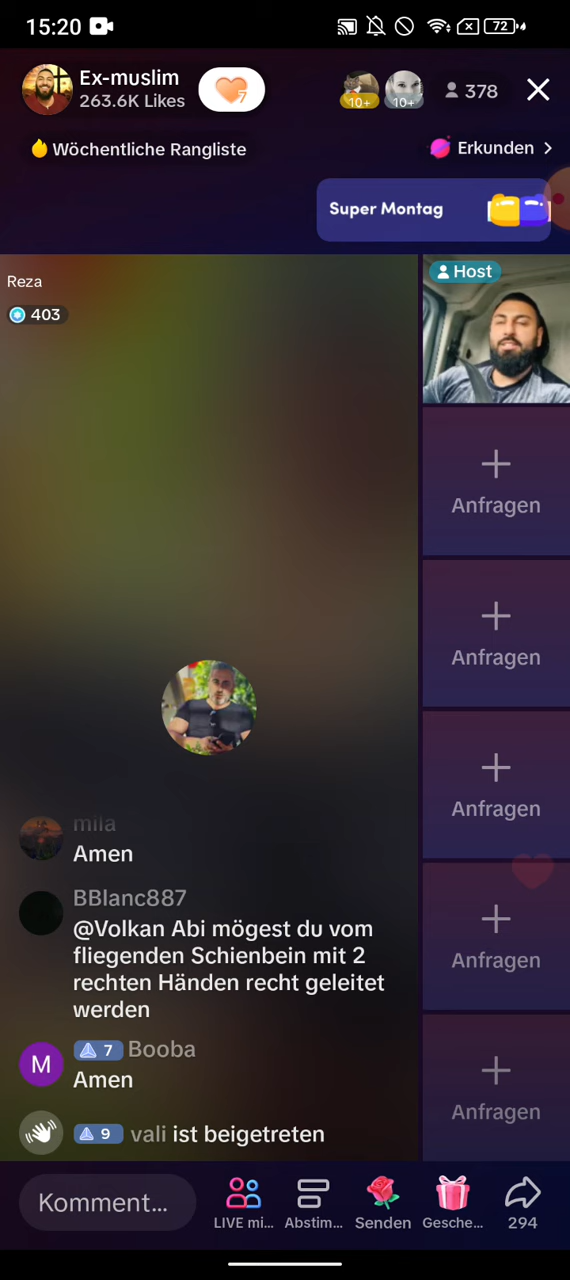 15:20
72
Ex-muslim
263.6K Likes
7
10+
10+
378
Wöchentliche Rangliste
Erkunden
Super Montag
Reza
403
Host
Anfragen
Anfragen
Anfragen
Anfragen
Anfragen
mila
Amen
BBlanc887
@Volkan Abi mögest du vom
fliegenden Schienbein mit 2
rechten Händen recht geleitet
werden
M
7 Booba
Amen
9 vali ist beigetreten
Komment...
LIVE mi...
Abstim...
Senden
Gesche...
294